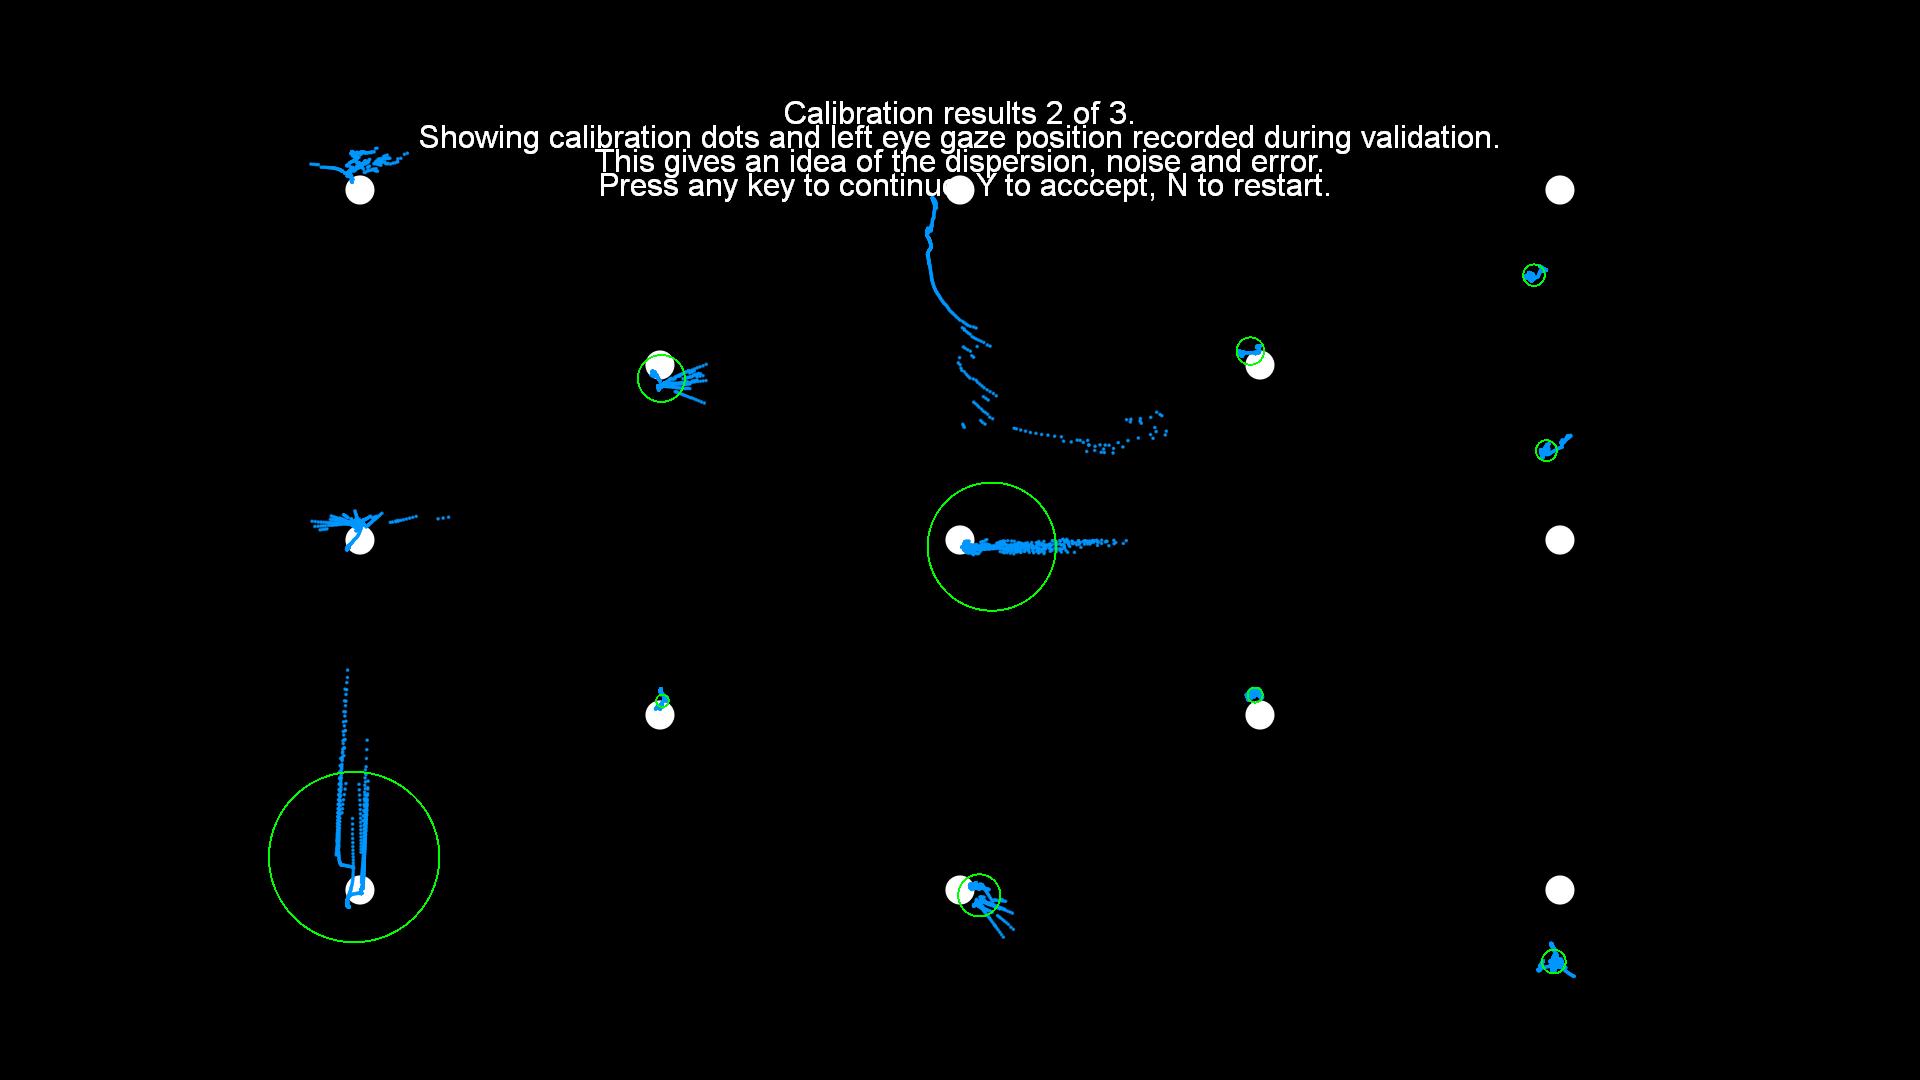 Calibration results 2 of 3.
Showing calibration dots and left eye gaze position recorded during validation.
This gives an idea of the dispersion, noise and error.
Press any key to continue Y to acccept, N to restart.